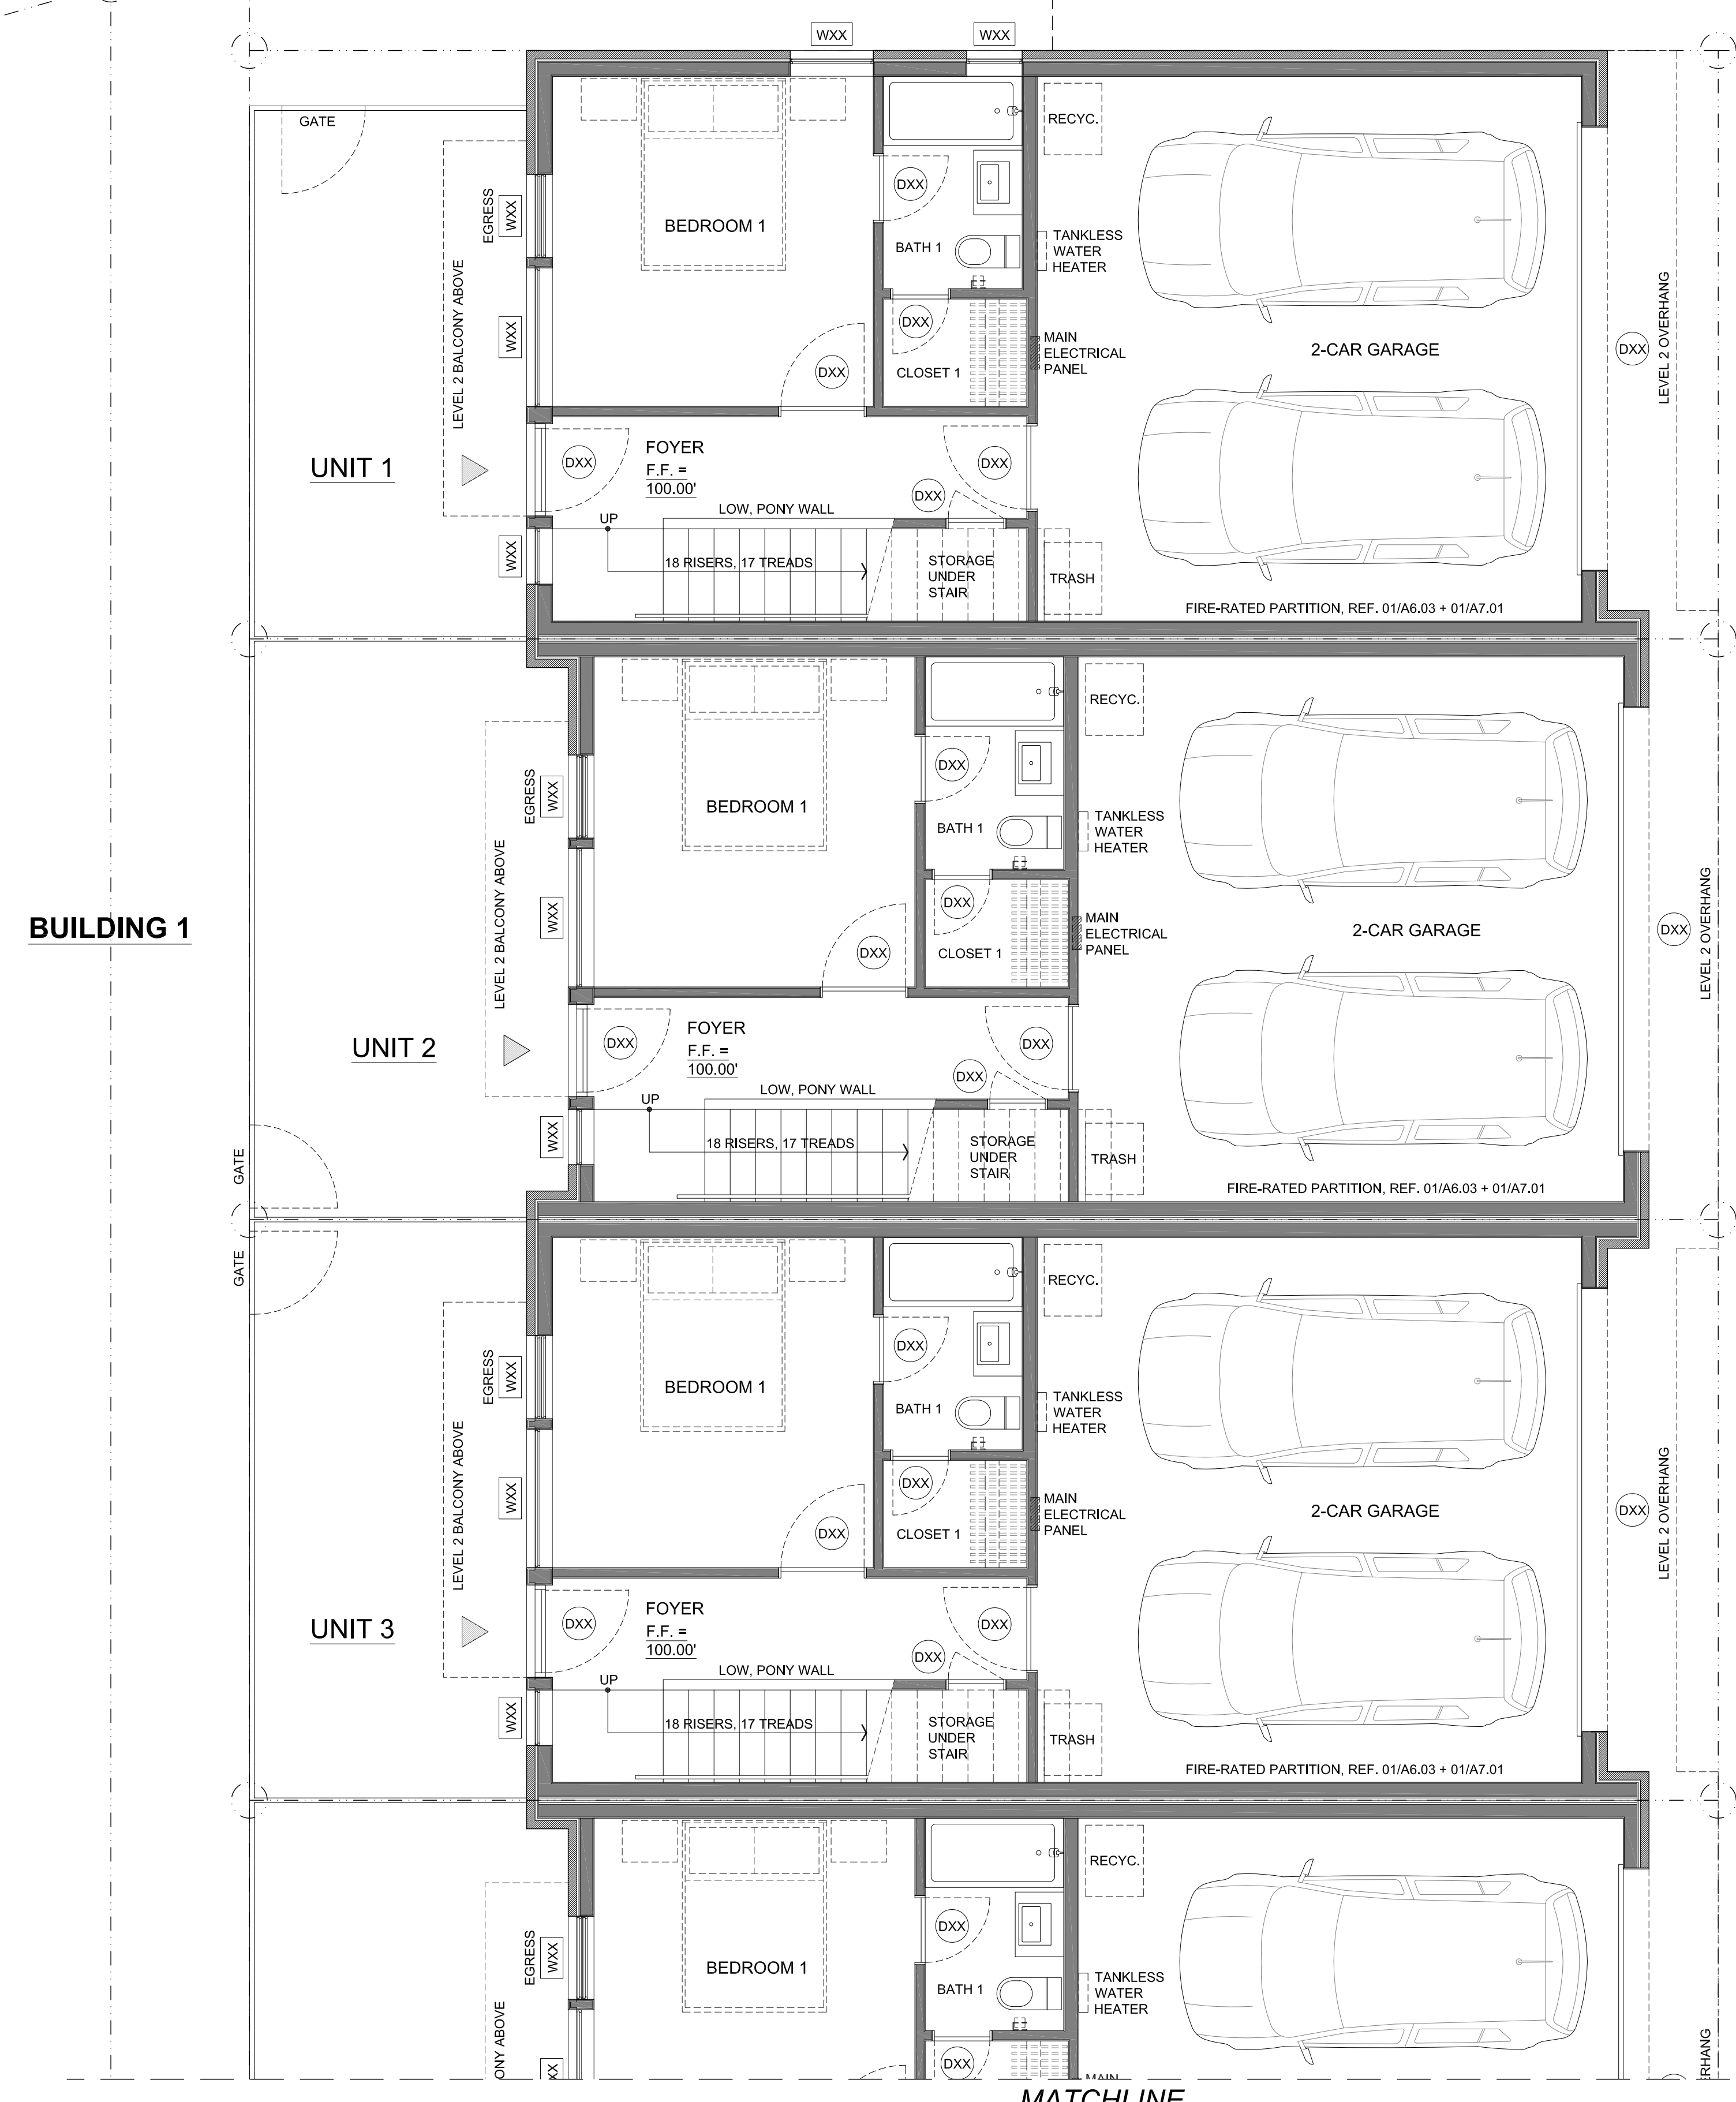 WXX
WXX
GATE
RECYC.
EGRESS
WXX
DXX
BEDROOM 1
BATH 1
TANKLESS
WATER
HEATER
LEVEL 2 BALCONY ABOVE
WXX
DXX
DXX
CLOSET 1
MAIN
ELECTRICAL
PANEL
2-CAR GARAGE
DXX
LEVEL 2 OVERHANG
UNIT 1
DXX
FOYER
F.F. =
100.00'
DXX
DXX
LOW, PONY WALL
UP
WXX
18 RISERS, 17 TREADS
STORAGE
UNDER
STAIR
TRASH
FIRE-RATED PARTITION, REF. 01/A6.03 + 01/A7.01
RECYC.
EGRESS
WXX
DXX
BEDROOM 1
BATH 1
TANKLESS
WATER
HEATER
BUILDING 1
LEVEL 2 BALCONY ABOVE
WXX
DXX
DXX
CLOSET 1
MAIN
ELECTRICAL
PANEL
2-CAR GARAGE
DXX
LEVEL 2 OVERHANG
UNIT 2
DXX
FOYER
F.F. =
100.00'
DXX
DXX
LOW, PONY WALL
UP
WXX
18 RISERS, 17 TREADS
STORAGE
UNDER
STAIR
TRASH
GATE
FIRE-RATED PARTITION, REF. 01/A6.03 + 01/A7.01
GATE
RECYC.
EGRESS
WXX
DXX
BEDROOM 1
BATH 1
TANKLESS
WATER
HEATER
LEVEL 2 BALCONY ABOVE
WXX
DXX
DXX
CLOSET 1
MAIN
ELECTRICAL
PANEL
2-CAR GARAGE
DXX
LEVEL 2 OVERHANG
UNIT 3
DXX
FOYER
F.F. =
100.00'
DXX
DXX
LOW, PONY WALL
UP
WXX
18 RISERS, 17 TREADS
STORAGE
UNDER
STAIR
TRASH
FIRE-RATED PARTITION, REF. 01/A6.03 + 01/A7.01
RECYC.
EGRESS
WXX
DXX
BEDROOM 1
BATH 1
TANKLESS
WATER
HEATER
ONY ABOVE
XX
DXX
MAIN
RHANG
MATCHLINE